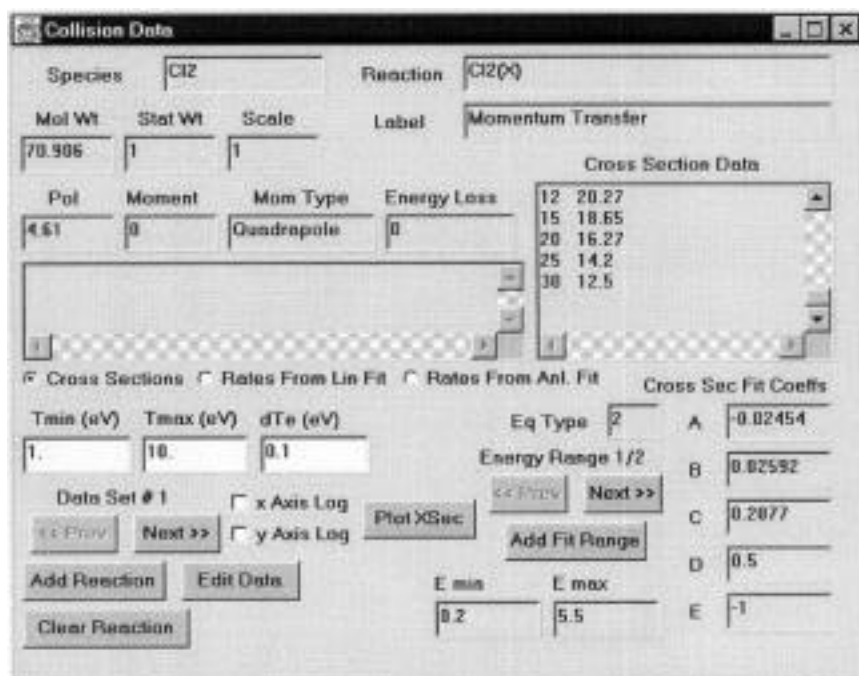 Collision Data
Species Cl2 Reaction Cl2(X)
Mol Wt Stat Wt Scale Label Momentum Transfer
70.906 1 1
Cross Section Data
Pol Moment Mom Type Energy Loss
4.61 0 Quadrapole 0
12 20.27
15 18.65
20 16.27
25 14.2
30 12.5
Cross Sections Rates From Lin Fit Rates From Anl. Fit
Cross Sec Fit Coeffs
Tmin (eV) Tmax (eV) dTe (eV) Eq Type 2 A -0.02454
1. 10. 0.1
Energy Range 1/2 B 0.02592
Data Set # 1 x Axis Log << Prev Next >>
<< Prev Next >> y Axis Log Plot XSec C 0.2077
Add Fit Range
Add Reaction Edit Data E min E max D 0.5
Clear Reaction 0.2 5.5 E -1